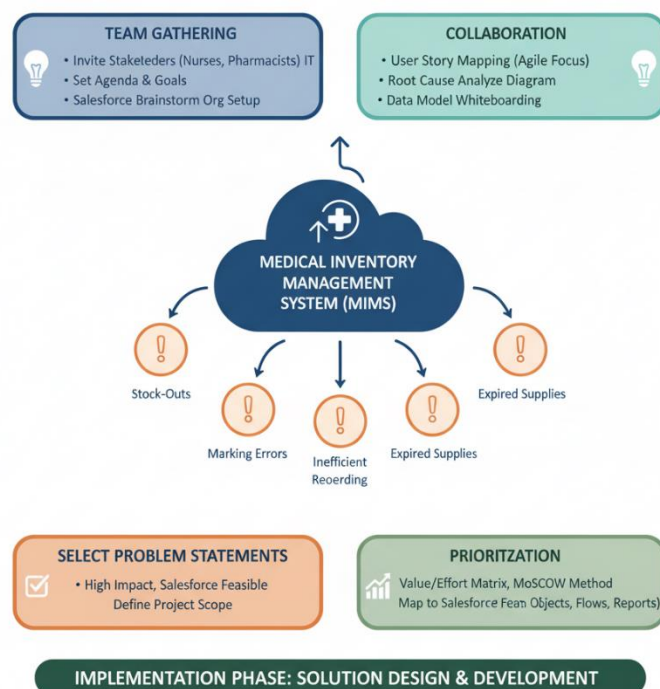 TEAM GATHERING
• Invite Staketeders (Nurses, Pharmacists) IT
• Set Agenda & Goals
• Salesforce Brainstorm Org Setup
COLLABORATION
• User Story Mapping (Agile Focus)
• Root Cause Analyze Diagram
• Data Model Whiteboarding
MEDICAL INVENTORY
MANAGEMENT
SYSTEM (MIMS)
Stock-Outs
Marking Errors
Inefficient
Reoerding
Expired Supplies
Expired Supplies
SELECT PROBLEM STATEMENTS
• High Impact, Salesforce Feasible
Define Project Scope
PRIORITZATION
Value/Effort Matrix, MoSCOW Method
Map to Salesforce Feam Objects, Flows, Reports)
IMPLEMENTATION PHASE: SOLUTION DESIGN & DEVELOPMENT